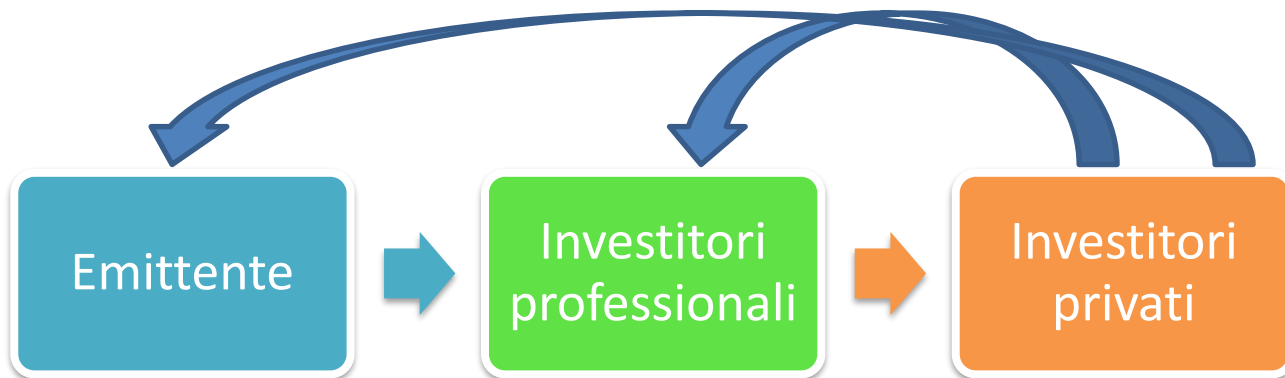 Emittente
Investitori
professionali
Investitori
privati